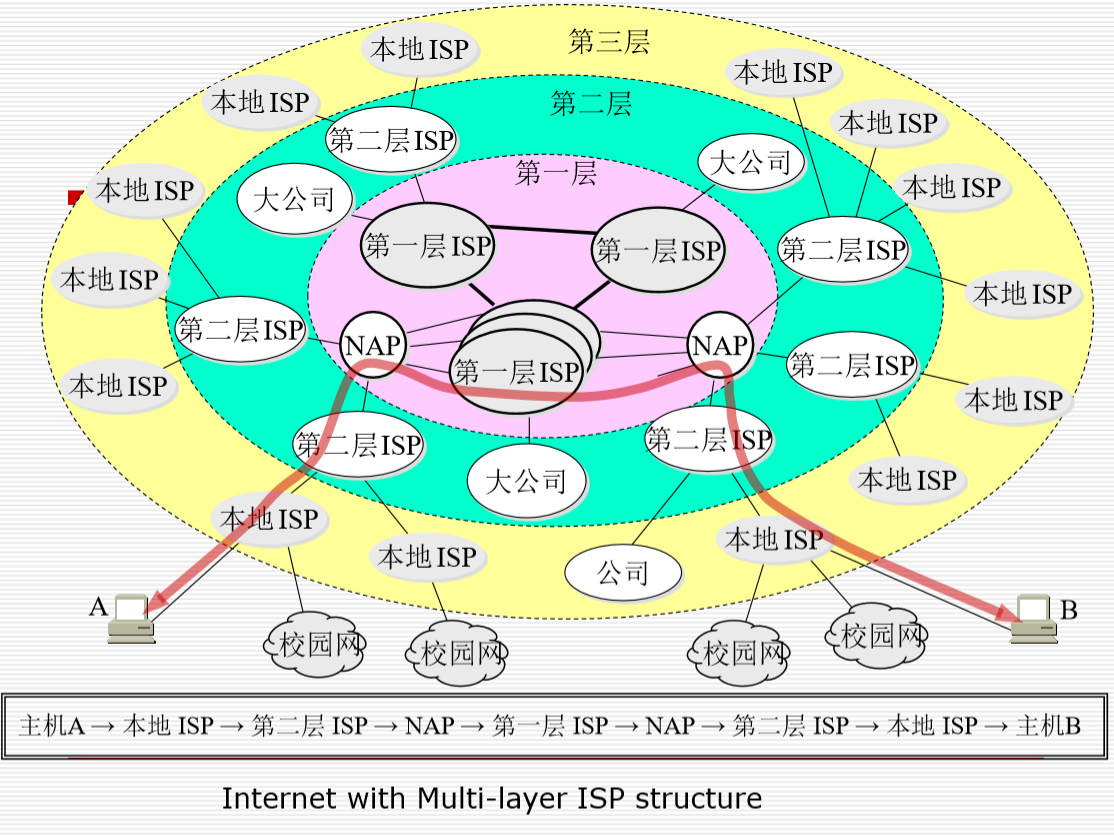 第三层
本地 ISP
本地 ISP
本地 ISP
第二层
本地 ISP
第二层 ISP
大公司
第一层
本地 ISP
本地 ISP
大公司
第一层 ISP
第一层 ISP
第二层 ISP
本地 ISP
本地 ISP
第二层 ISP
NAP
NAP
第一层 ISP
第二层 ISP
本地 ISP
本地 ISP
第二层 ISP
第二层 ISP
大公司
本地 ISP
本地 ISP
本地 ISP
本地 ISP
公司
A
B
校园网
校园网
校园网
校园网
主机A → 本地 ISP → 第二层 ISP → NAP → 第一层 ISP → NAP → 第二层 ISP → 本地 ISP → 主机B
Internet with Multi-layer ISP structure
本地 ISP